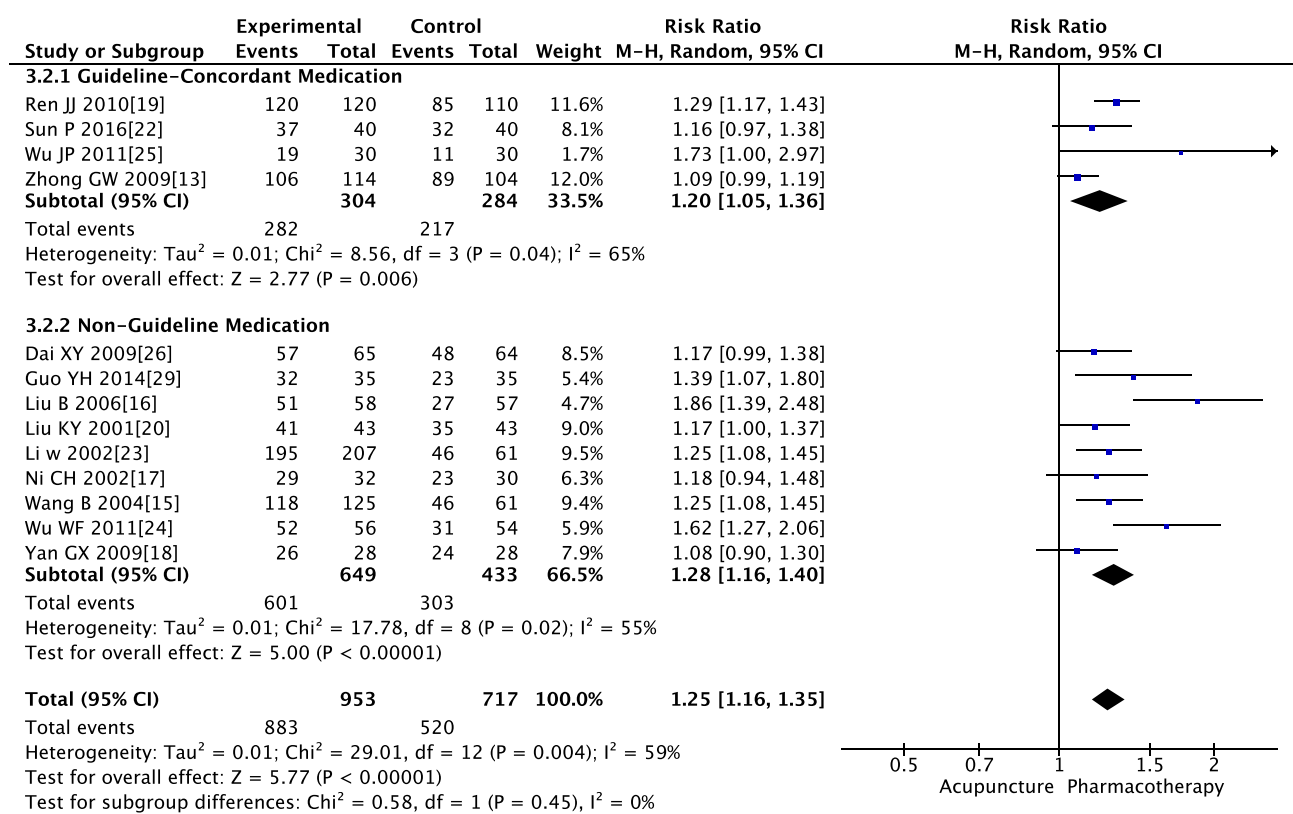 Experimental Control Risk Ratio Risk Ratio
Study or Subgroup Events Total Events Total Weight M-H, Random, 95% CI M-H, Random, 95% CI
3.2.1 Guideline-Concordant Medication
Ren JJ 2010[19] 120 120 85 110 11.6% 1.29 [1.17, 1.43]
Sun P 2016[22] 37 40 32 40 8.1% 1.16 [0.97, 1.38]
Wu JP 2011[25] 19 30 11 30 1.7% 1.73 [1.00, 2.97]
Zhong GW 2009[13] 106 114 89 104 12.0% 1.09 [0.99, 1.19]
Subtotal (95% CI) 304 284 33.5% 1.20 [1.05, 1.36]
Total events 282 217
Heterogeneity: Tau² = 0.01; Chi² = 8.56, df = 3 (P = 0.04); I² = 65%
Test for overall effect: Z = 2.77 (P = 0.006)
3.2.2 Non-Guideline Medication
Dai XY 2009[26] 57 65 48 64 8.5% 1.17 [0.99, 1.38]
Guo YH 2014[29] 32 35 23 35 5.4% 1.39 [1.07, 1.80]
Liu B 2006[16] 51 58 27 57 4.7% 1.86 [1.39, 2.48]
Liu KY 2001[20] 41 43 35 43 9.0% 1.17 [1.00, 1.37]
Li w 2002[23] 195 207 46 61 9.5% 1.25 [1.08, 1.45]
Ni CH 2002[17] 29 32 23 30 6.3% 1.18 [0.94, 1.48]
Wang B 2004[15] 118 125 46 61 9.4% 1.25 [1.08, 1.45]
Wu WF 2011[24] 52 56 31 54 5.9% 1.62 [1.27, 2.06]
Yan GX 2009[18] 26 28 24 28 7.9% 1.08 [0.90, 1.30]
Subtotal (95% CI) 649 433 66.5% 1.28 [1.16, 1.40]
Total events 601 303
Heterogeneity: Tau² = 0.01; Chi² = 17.78, df = 8 (P = 0.02); I² = 55%
Test for overall effect: Z = 5.00 (P < 0.00001)
Total (95% CI) 953 717 100.0% 1.25 [1.16, 1.35]
Total events 883 520
Heterogeneity: Tau² = 0.01; Chi² = 29.01, df = 12 (P = 0.004); I² = 59%
Test for overall effect: Z = 5.77 (P < 0.00001)
Test for subgroup differences: Chi² = 0.58, df = 1 (P = 0.45), I² = 0%
0.5 0.7 1 1.5 2
Acupuncture Pharmacotherapy